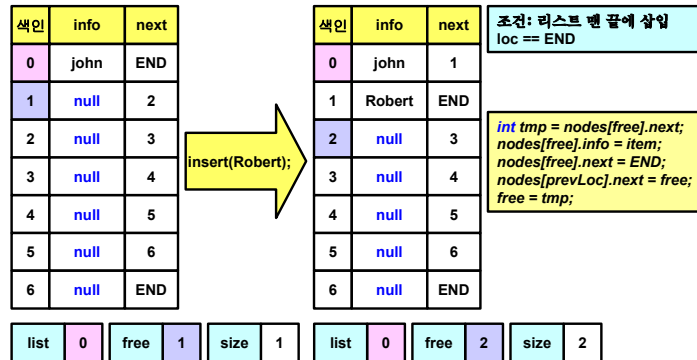 색인 info next
0 john END
1 null 2
2 null 3
3 null 4
4 null 5
5 null 6
6 null END
list 0 free 1 size 1
insert(Robert);
색인 info next
0 john 1
1 Robert END
2 null 3
3 null 4
4 null 5
5 null 6
6 null END
list 0 free 2 size 2
조건: 리스트 맨 끝에 삽입
loc == END
int tmp = nodes[free].next;
nodes[free].info = item;
nodes[free].next = END;
nodes[prevLoc].next = free;
free = tmp;